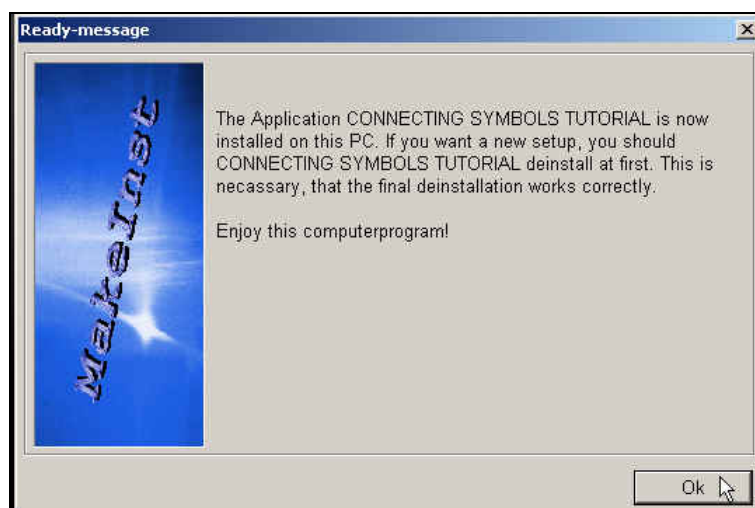 Ready-message
MakeInst
The Application CONNECTING SYMBOLS TUTORIAL is now
installed on this PC. If you want a new setup, you should
CONNECTING SYMBOLS TUTORIAL deinstall at first. This is
necassary, that the final deinstallation works correctly.
Enjoy this computerprogram!
Ok